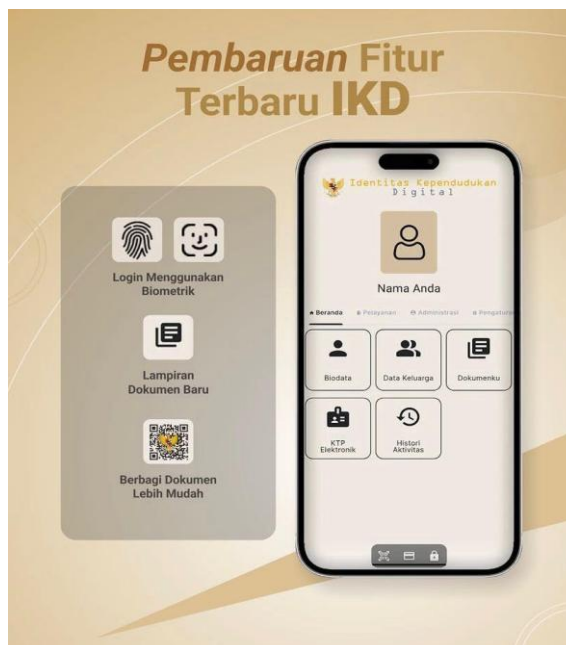 Pembaruan Fitur
Terbaru IKD
Login Menggunakan
Biometrik
Lampiran
Dokumen Baru
Berbagi Dokumen
Lebih Mudah
Identitas Kependudukan
Digital
Nama Anda
Beranda Pelayanan Administrasi Pengaturan
Biodata Data Keluarga Dokumenku
KTP
Elektronik
Histori
Aktivitas